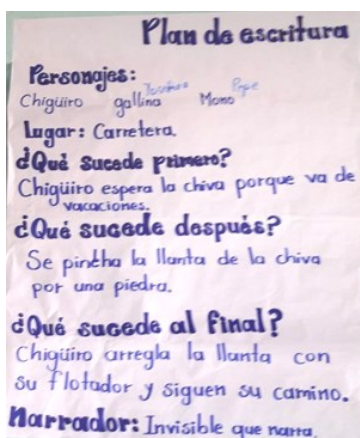 Plan de escritura
Personajes:
Josefina Pepe
Chigüiro gallina Mono
Lugar: Carretera.
¿Qué sucede primero?
Chigüiro espera la chiva porque va de
vacaciones.
¿Qué sucede después?
Se pincha la llanta de la chiva
por una piedra.
¿Qué sucede al final?
Chigüiro arregla la llanta con
su flotador y siguen su camino.
Narrador: Invisible que narra.